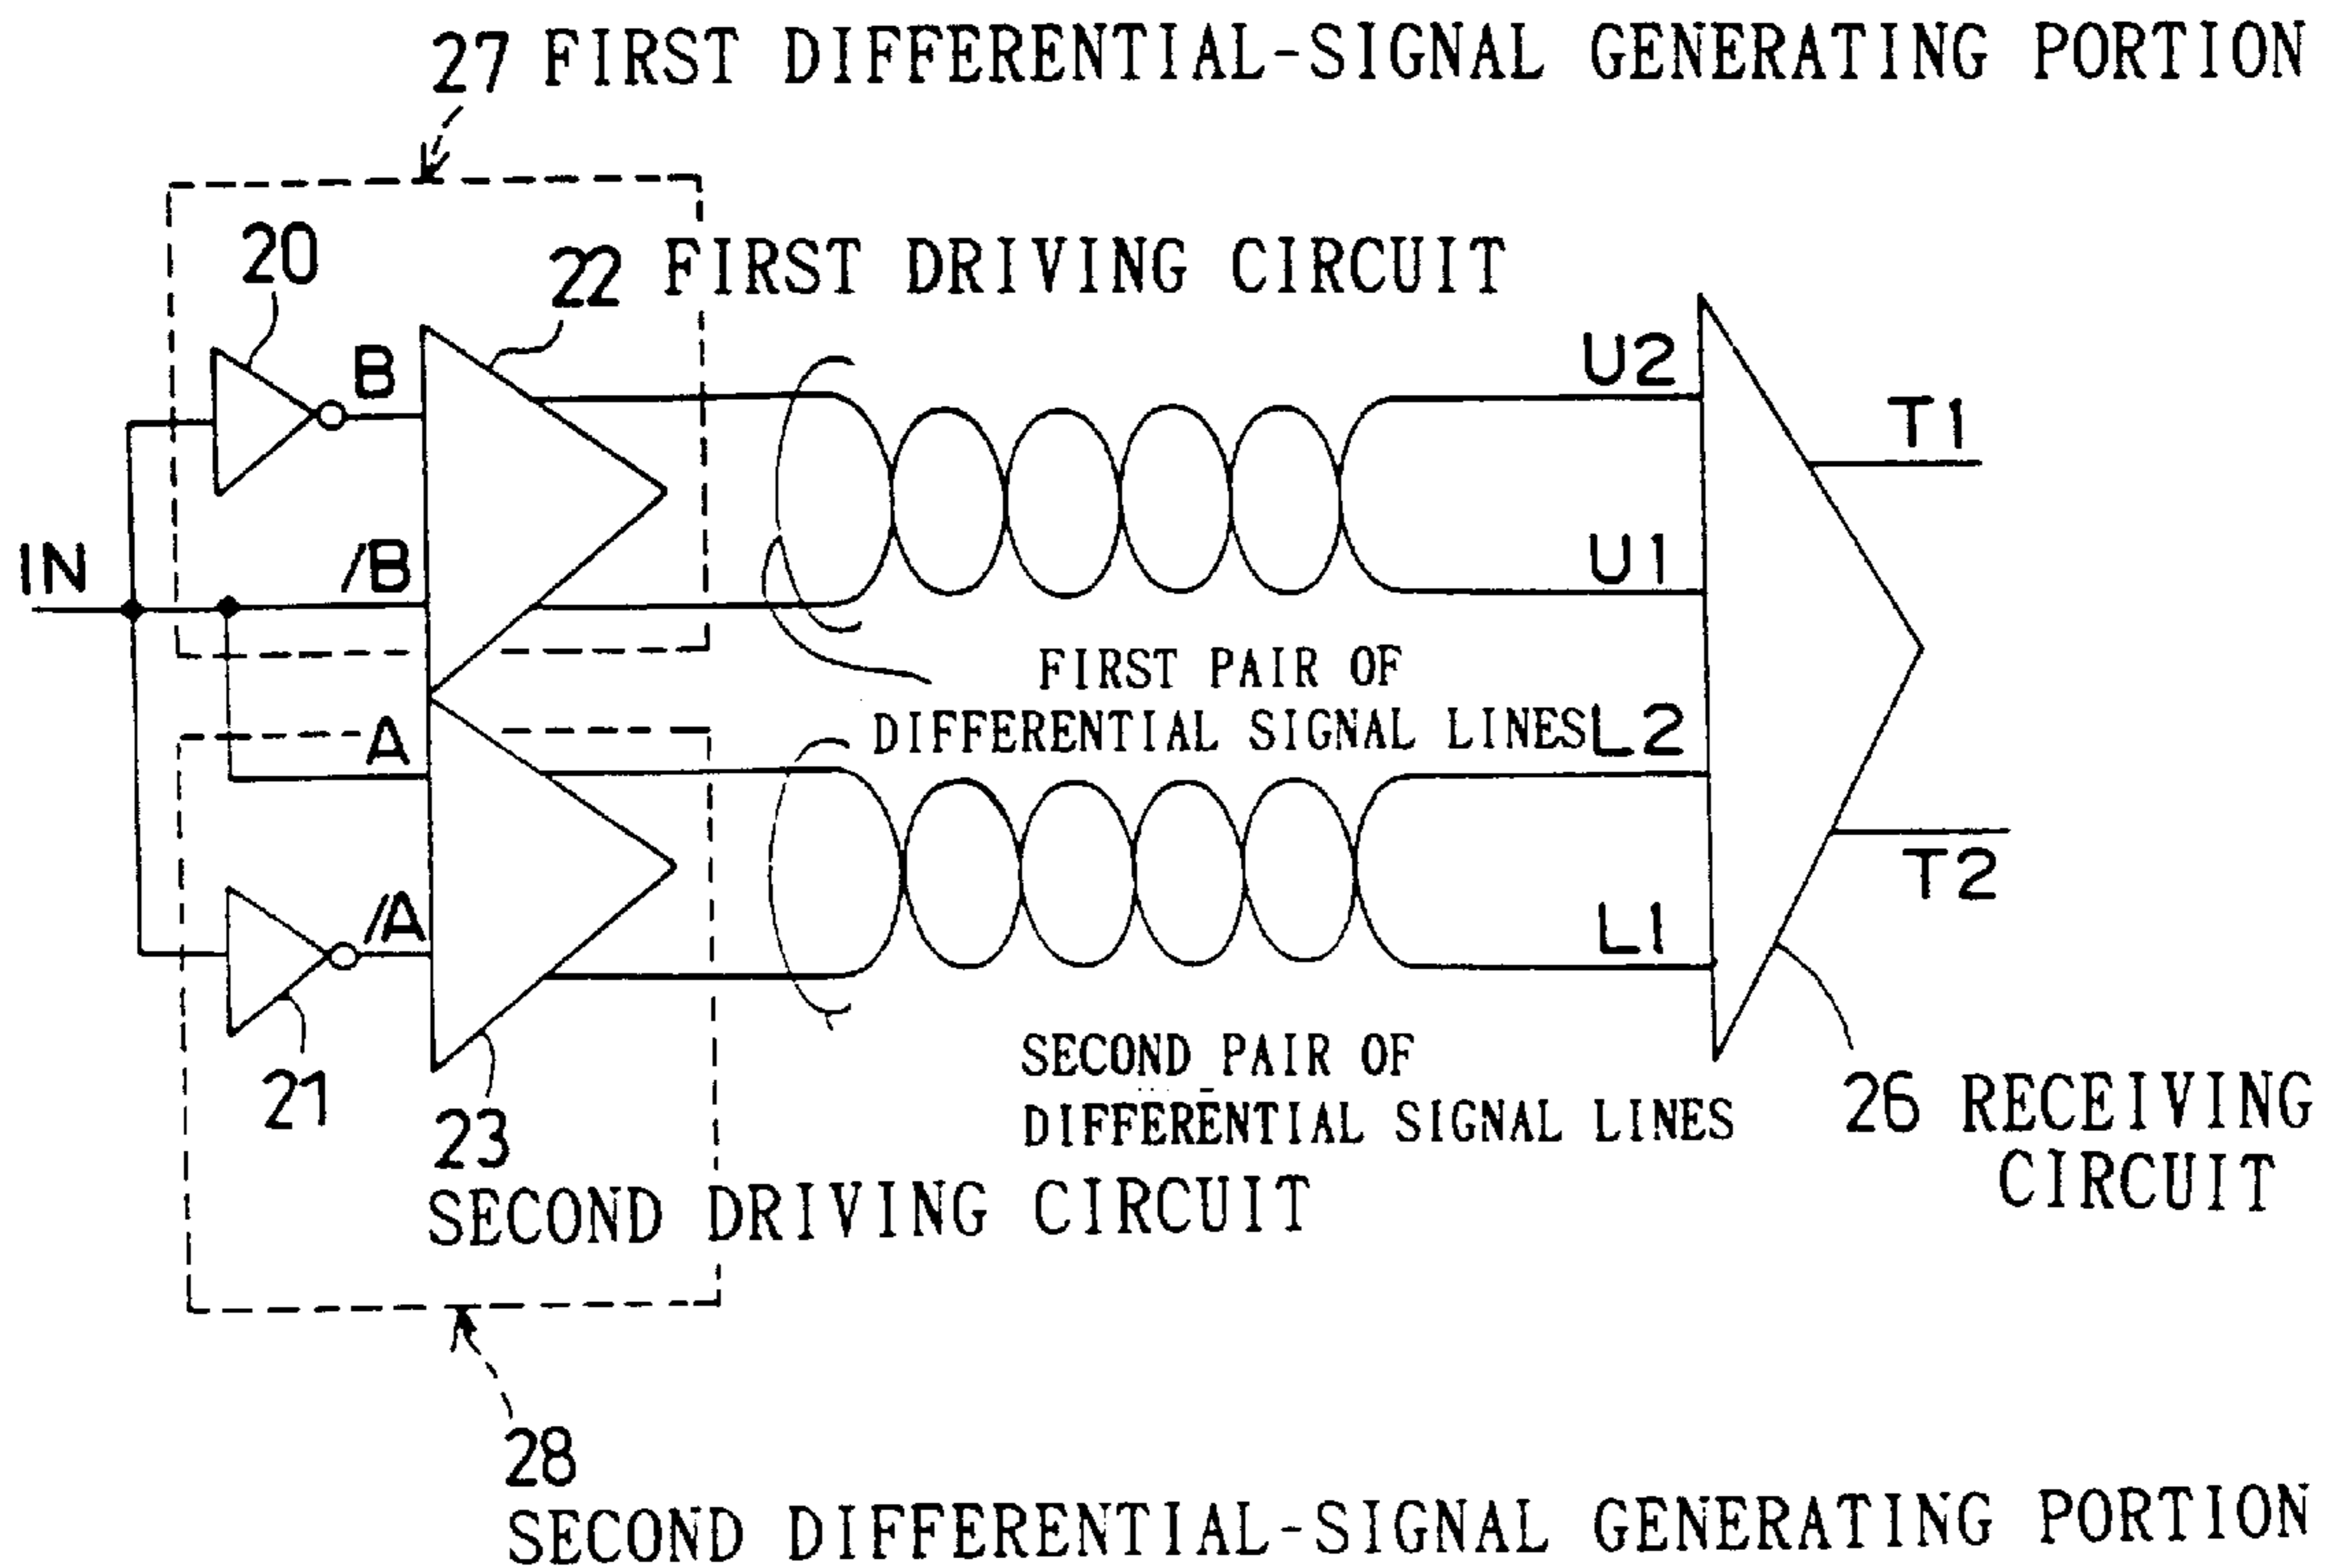 27 FIRST DIFFERENTIAL-SIGNAL GENERATING PORTION
20
22 FIRST DRIVING CIRCUIT
B
U2
T1
IN
/B
U1
FIRST PAIR OF
DIFFERENTIAL SIGNAL LINES
A
L2
T2
/A
L1
21
23
SECOND DRIVING CIRCUIT
SECOND PAIR OF
DIFFERENTIAL SIGNAL LINES
26 RECEIVING
CIRCUIT
28
SECOND DIFFERENTIAL-SIGNAL GENERATING PORTION